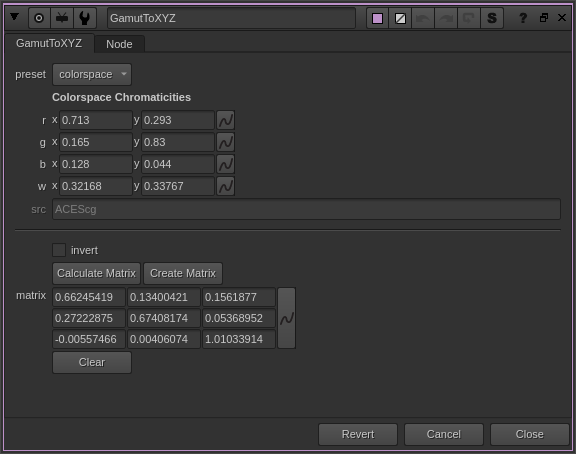 GamutToXYZ S ?
GamutToXYZ Node
preset colorspace
Colorspace Chromaticities
r x 0.713 y 0.293
g x 0.165 y 0.83
b x 0.128 y 0.044
w x 0.32168 y 0.33767
src ACEScg
invert
Calculate Matrix Create Matrix
matrix 0.66245419 0.13400421 0.1561877
0.27222875 0.67408174 0.05368952
-0.00557466 0.00406074 1.01033914
Clear
Revert Cancel Close